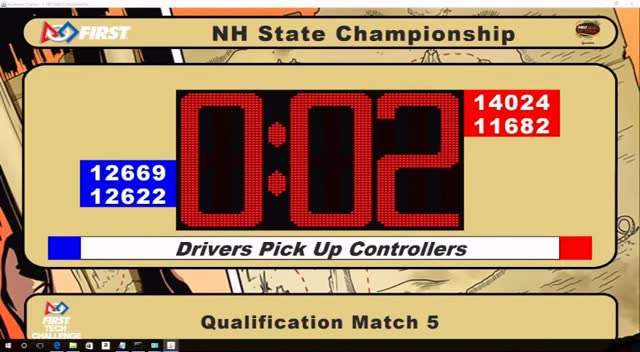 FIRST
NH State Championship
14024
11682
0:02
12669
12622
Drivers Pick Up Controllers
FIRST
TECH
CHALLENGE
Qualification Match 5